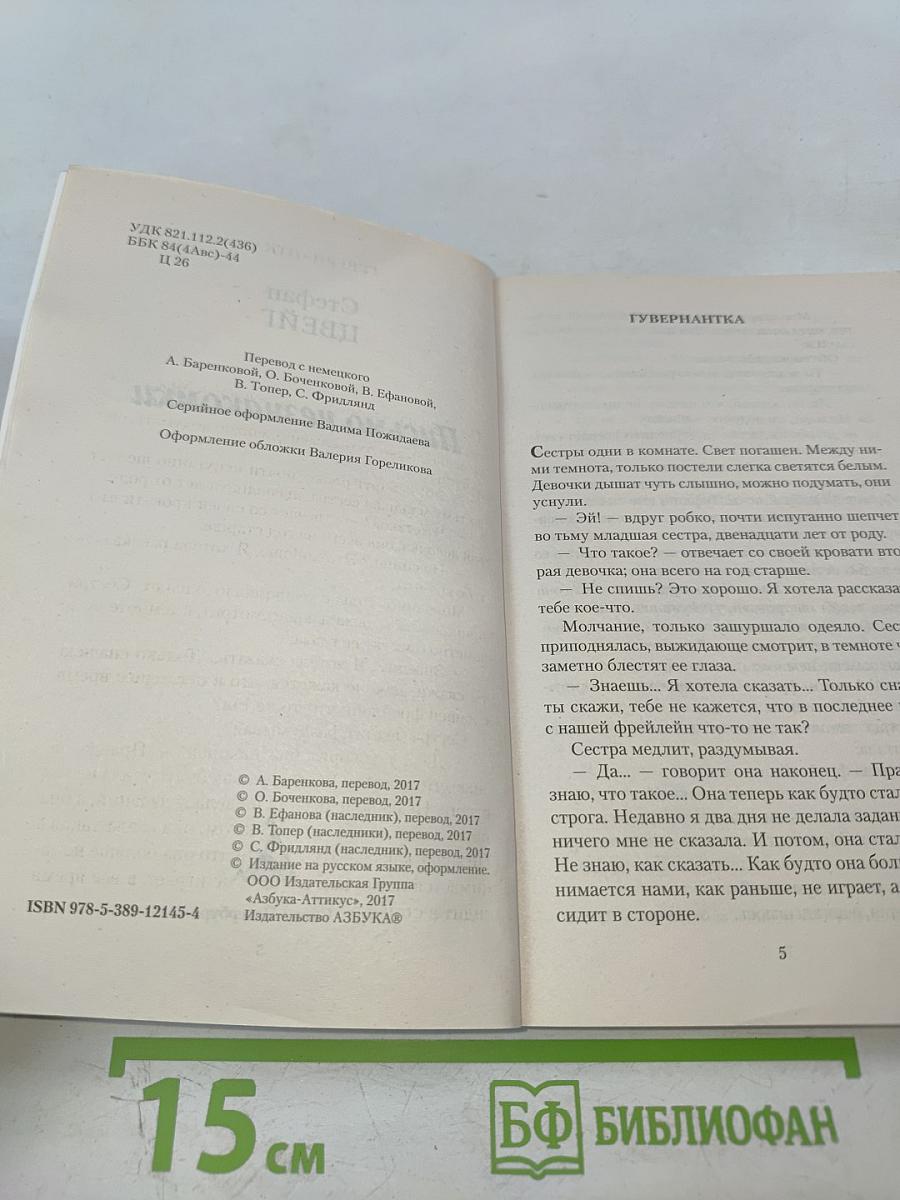 УДК 821.112.2(436)
ББК 84(4Авс)-44
Ц 26
Перевод с немецкого
А. Баренковой, О. Боченковой, В. Ефановой,
В. Топер, С. Фридлянд
Серийное оформление Вадима Пожидаева
Оформление обложки Валерия Гореликова
© А. Баренкова, перевод, 2017
© О. Боченкова, перевод, 2017
© В. Ефанова (наследник), перевод, 2017
© В. Топер (наследники), перевод, 2017
© С. Фридлянд (наследник), перевод, 2017
© Издание на русском языке, оформление.
ООО Издательская Группа
«Азбука-Аттикус», 2017
Издательство АЗБУКА®
ISBN 978-5-389-12145-4
ГУВЕРНАНТКА
Сестры одни в комнате. Свет погашен. Между ни-
ми темнота, только постели слегка светятся белым.
Девочки дышат чуть слышно, можно подумать, они
уснули.
— Эй! — вдруг робко, почти испуганно шепчет
во тьму младшая сестра, двенадцати лет от роду.
— Что такое? — отвечает со своей кровати вто-
рая девочка; она всего на год старше.
— Не спишь? Это хорошо. Я хотела рассказа
тебе кое-что.
Молчание, только зашуршало одеяло. Сес
приподнялась, выжидающе смотрит, в темноте
заметно блестят ее глаза.
— Знаешь... Я хотела сказать... Только сна
ты скажи, тебе не кажется, что в последнее
с нашей фрейлейн что-то не так?
Сестра медлит, раздумывая.
— Да... — говорит она наконец. — Пра
знаю, что такое... Она теперь как будто стал
строга. Недавно я два дня не делала задан
ничего мне не сказала. И потом, она стал
Не знаю, как сказать... Как будто она бол
нимается нами, как раньше, не играет, а
сидит в стороне.
5
15 см
БФ БИБЛИОФАН